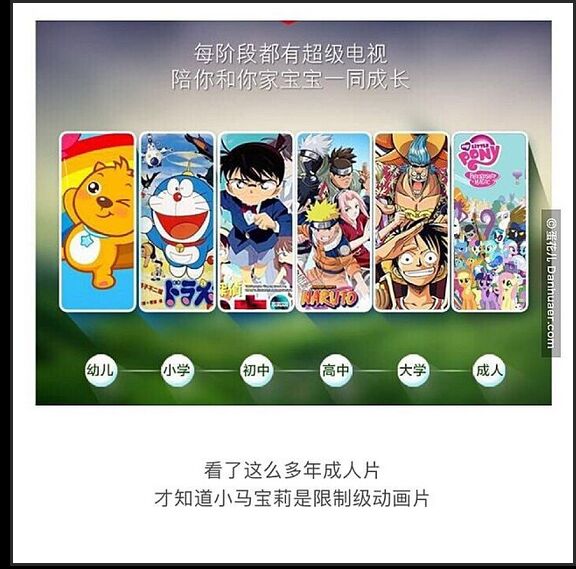 每阶段都有超级电视
陪你和你家宝宝一同成长
ドラえ
NARUTO
MY LITTLE
PONY
FRIENDSHIP IS
MAGIC
幼儿
小学
初中
高中
大学
成人
@蛋花儿 Danhuaer.com
看了这么多年成人片
才知道小马宝莉是限制级动画片